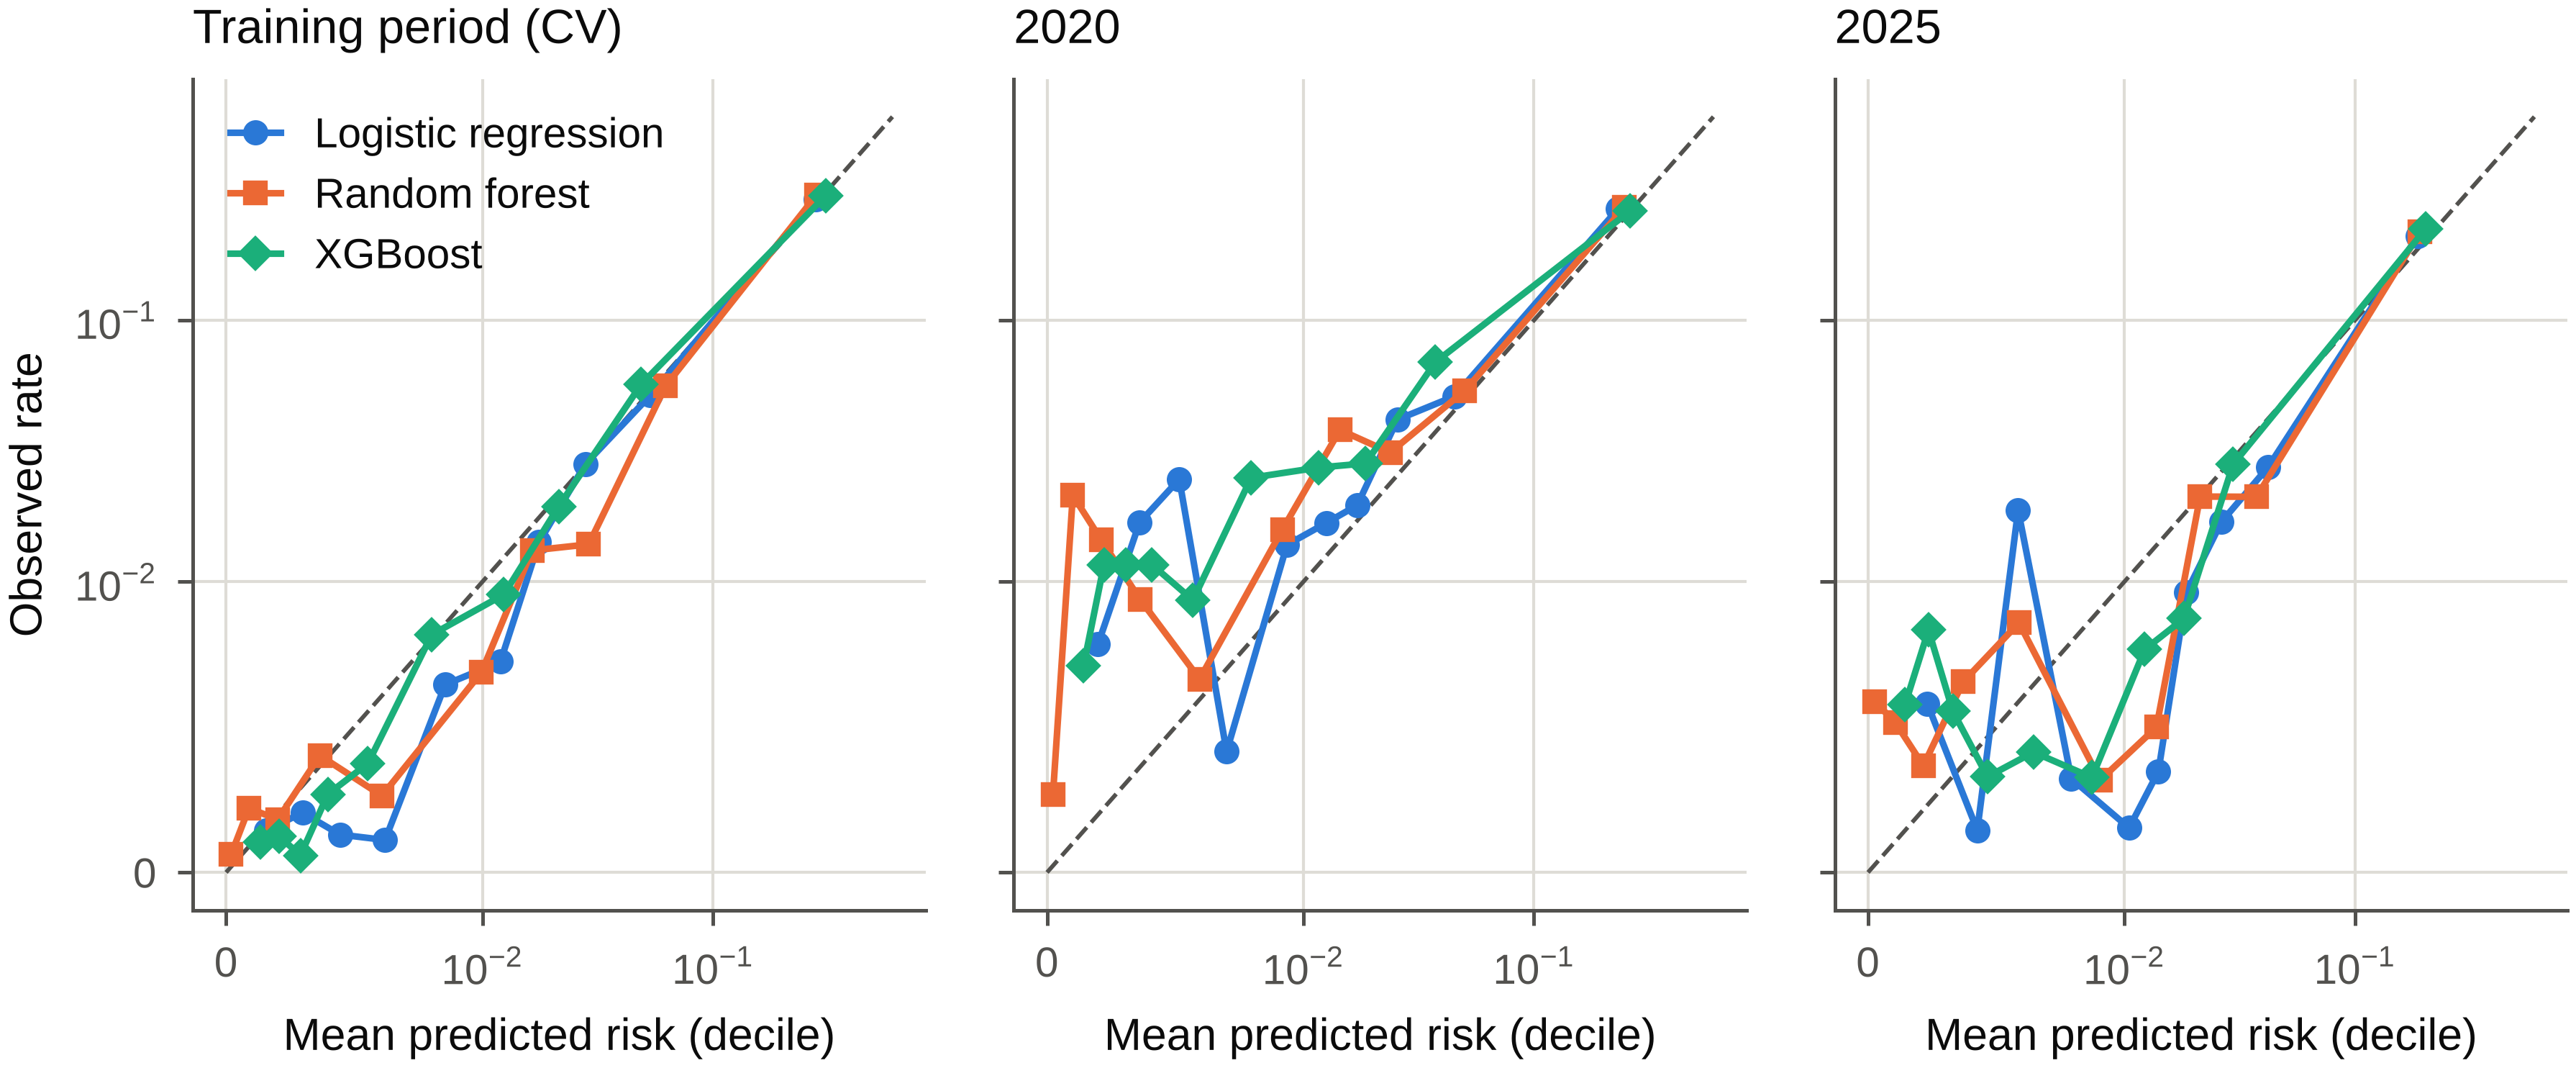 Training period (CV)
2020
2025
Logistic regression
Random forest
XGBoost
Observed rate
10⁻¹
10⁻²
0
0
10⁻²
10⁻¹
0
10⁻²
10⁻¹
0
10⁻²
10⁻¹
Mean predicted risk (decile)
Mean predicted risk (decile)
Mean predicted risk (decile)